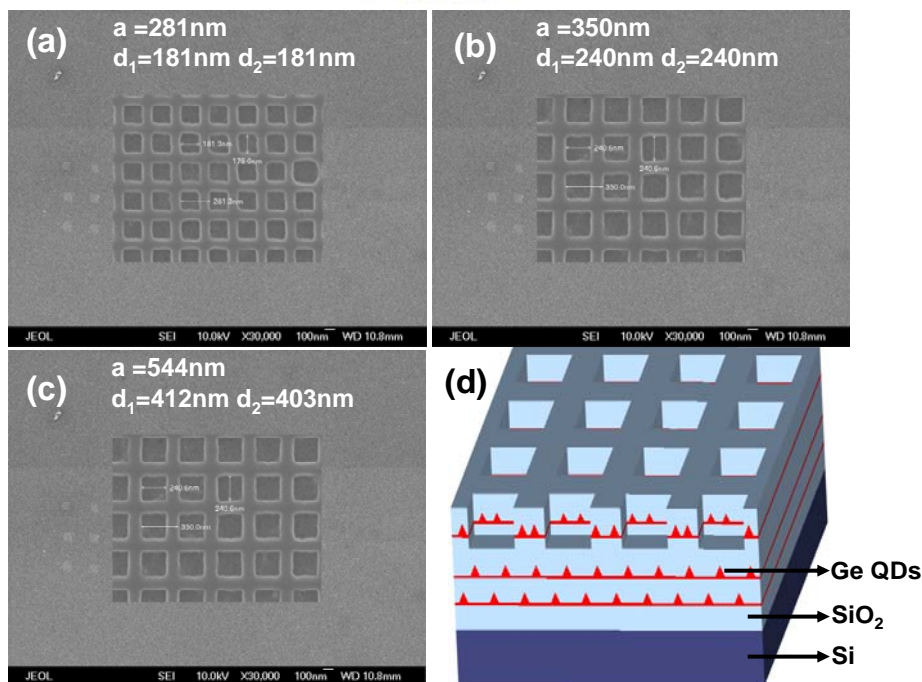 (a)
a =281nm
d₁=181nm d₂=181nm
181.3nm
178.0nm
281.3nm
JEOL SEI 10.0kV X30,000 100nm WD 10.8mm
(b)
a =350nm
d₁=240nm d₂=240nm
240.6nm
240.6nm
350.0nm
JEOL SEI 10.0kV X30,000 100nm WD 10.8mm
(c)
a =544nm
d₁=412nm d₂=403nm
240.6nm
240.6nm
350.0nm
JEOL SEI 10.0kV X30,000 100nm WD 10.8mm
(d)
Ge QDs
SiO₂
Si